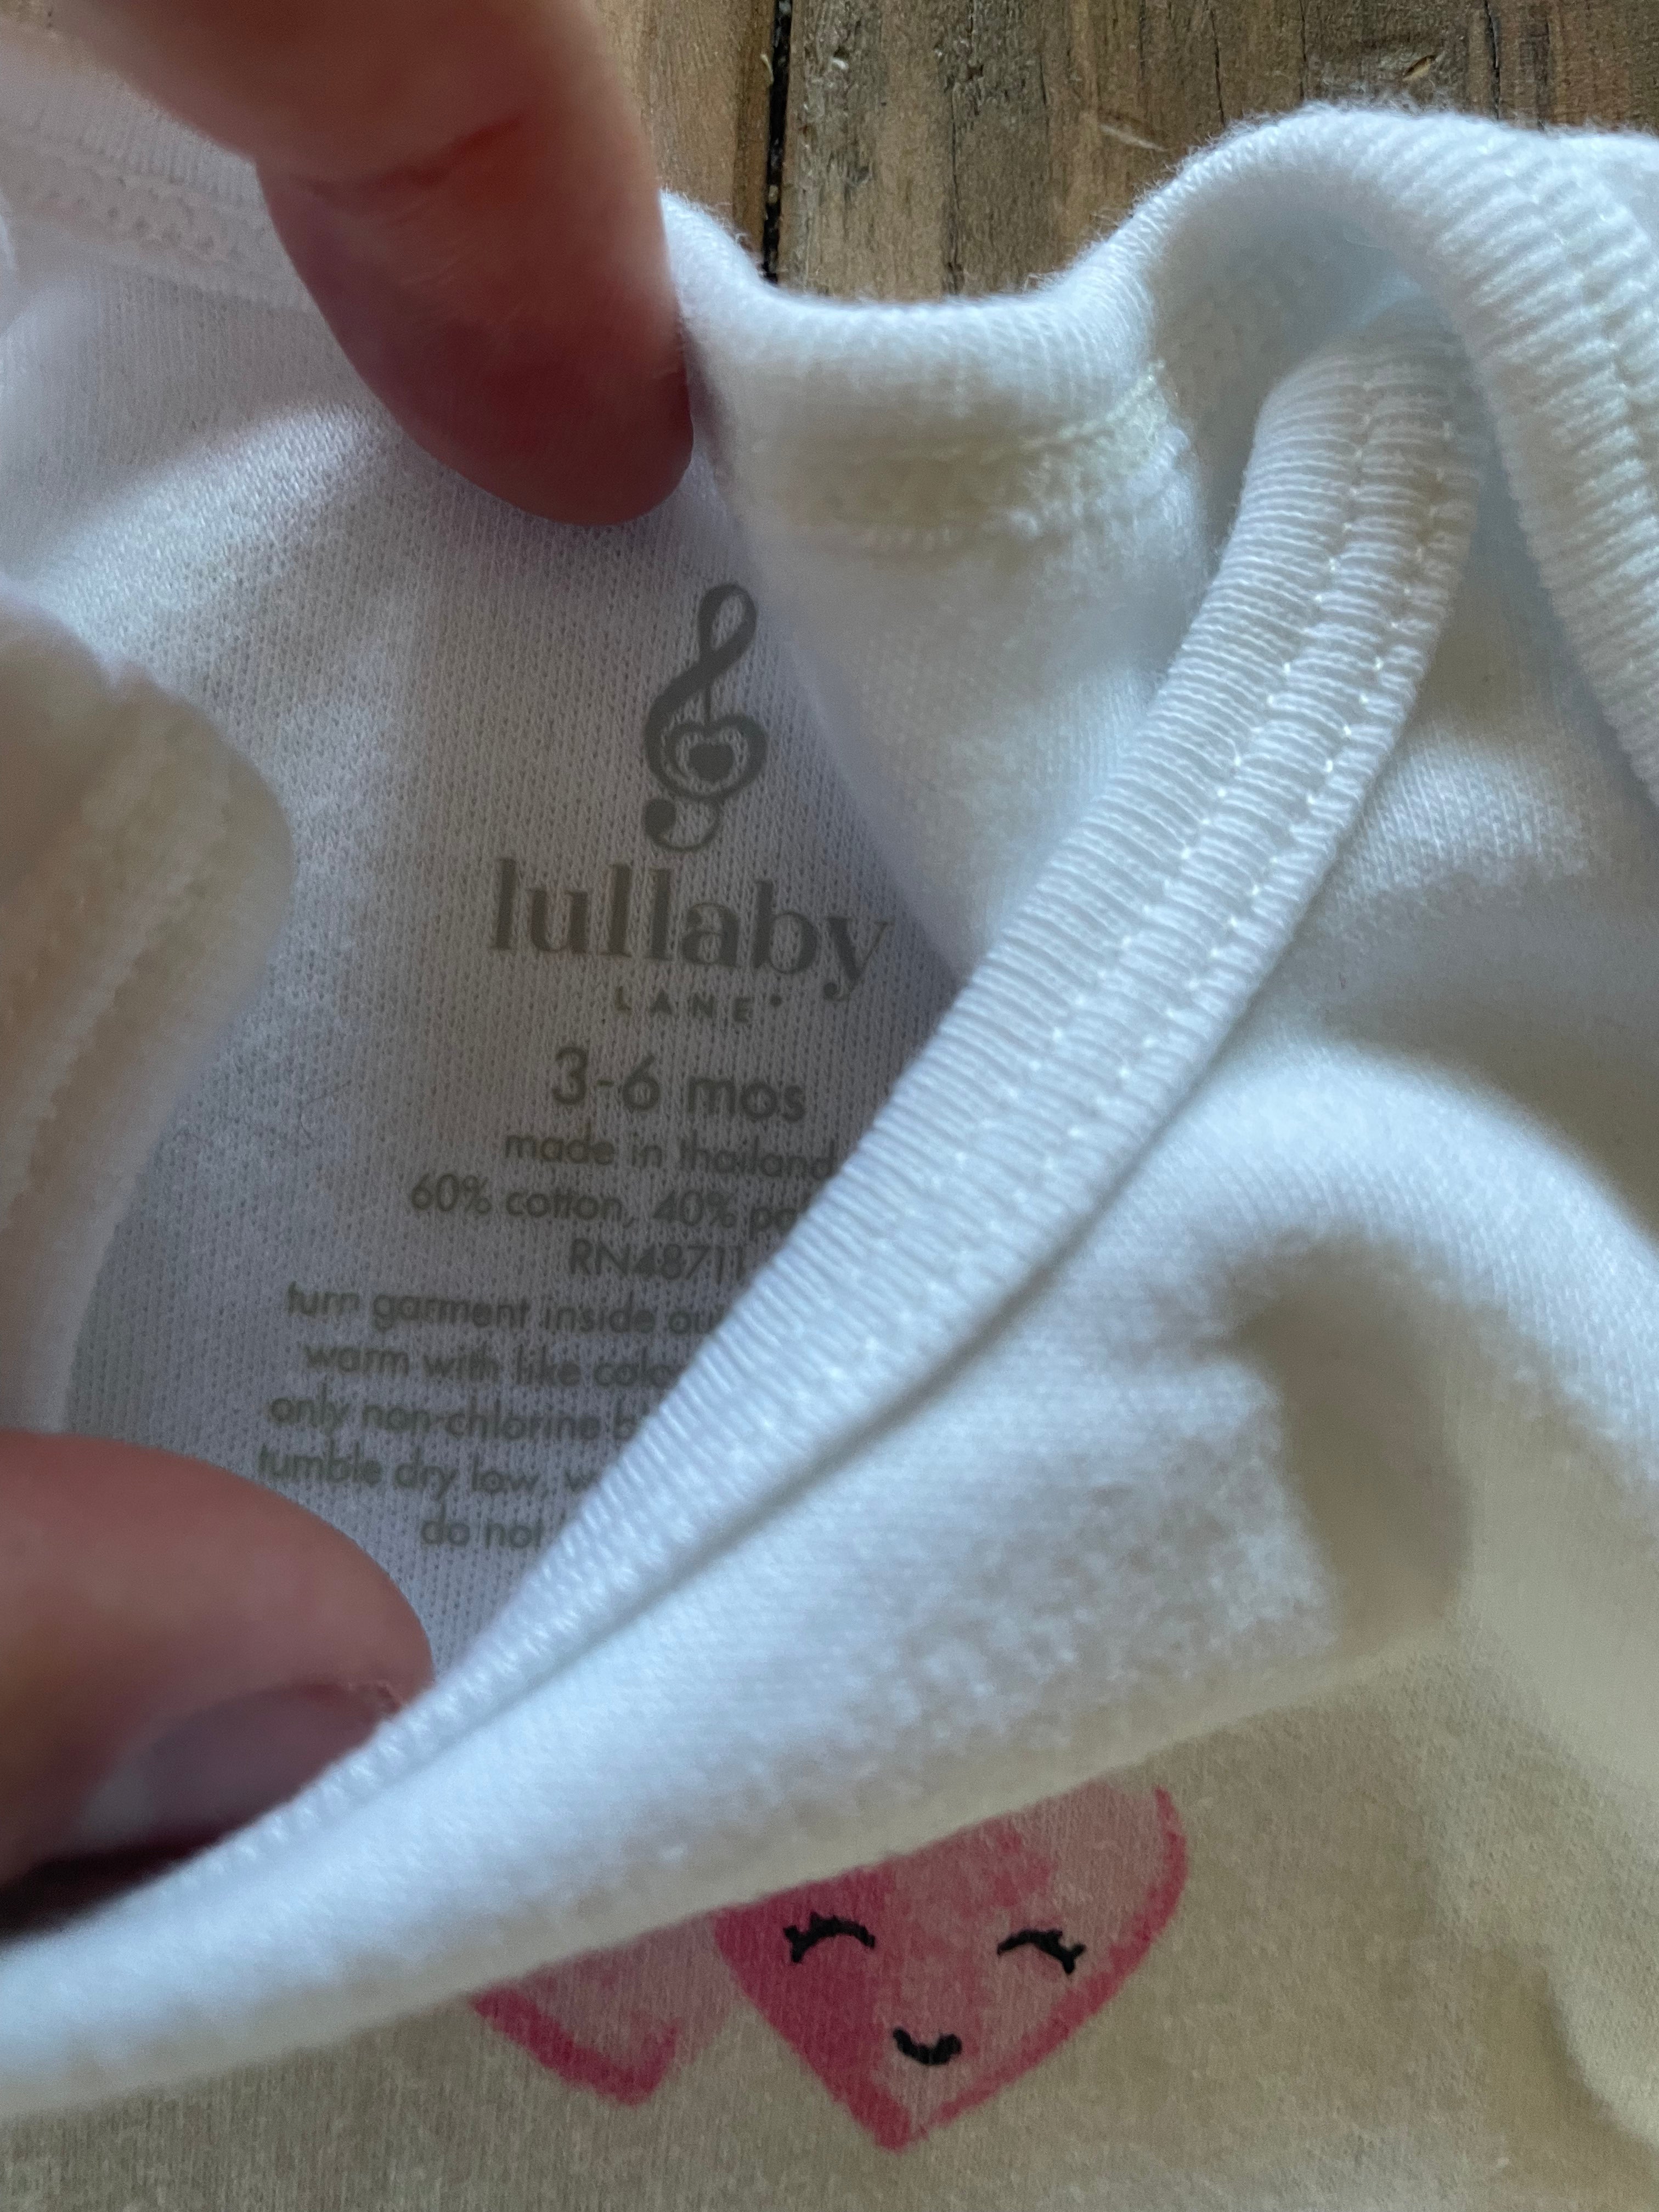 lullaby
LANE
3-6 mos
made in thailand
60% cotton, 40%
RN48711
turn garment inside
warm with like
only non-chlorine
tumble dry low,
do not